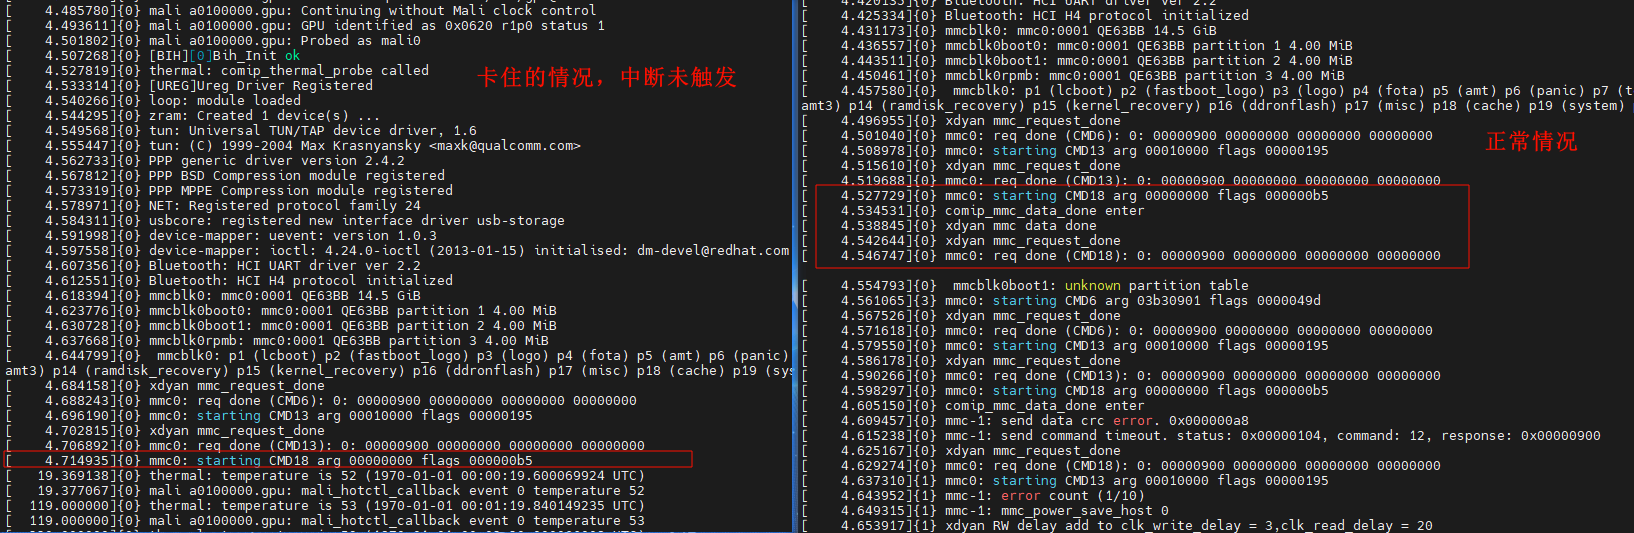 [    4.485780]{0} mali a0100000.gpu: Continuing without Mali clock control
[    4.493611]{0} mali a0100000.gpu: GPU identified as 0x0620 r1p0 status 1
[    4.501802]{0} mali a0100000.gpu: Probed as mali0
[    4.507268]{0} [BIH][0]Bih_Init ok
[    4.527819]{0} thermal: comip_thermal_probe called
卡住的情况，中断未触发
[    4.533314]{0} [UREG]Ureg Driver Registered
[    4.540266]{0} loop: module loaded
[    4.544295]{0} zram: Created 1 device(s) ...
[    4.549568]{0} tun: Universal TUN/TAP device driver, 1.6
[    4.555447]{0} tun: (C) 1999-2004 Max Krasnyansky <maxk@qualcomm.com>
[    4.562733]{0} PPP generic driver version 2.4.2
[    4.567812]{0} PPP BSD Compression module registered
[    4.573319]{0} PPP MPPE Compression module registered
[    4.578971]{0} NET: Registered protocol family 24
[    4.584311]{0} usbcore: registered new interface driver usb-storage
[    4.591998]{0} device-mapper: uevent: version 1.0.3
[    4.597558]{0} device-mapper: ioctl: 4.24.0-ioctl (2013-01-15) initialised: dm-devel@redhat.com
[    4.607356]{0} Bluetooth: HCI UART driver ver 2.2
[    4.612551]{0} Bluetooth: HCI H4 protocol initialized
[    4.618394]{0} mmcblk0: mmc0:0001 QE63BB 14.5 GiB
[    4.623776]{0} mmcblk0boot0: mmc0:0001 QE63BB partition 1 4.00 MiB
[    4.630728]{0} mmcblk0boot1: mmc0:0001 QE63BB partition 2 4.00 MiB
[    4.637668]{0} mmcblk0rpmb: mmc0:0001 QE63BB partition 3 4.00 MiB
[    4.644799]{0}  mmcblk0: p1 (lcboot) p2 (fastboot_logo) p3 (logo) p4 (fota) p5 (amt) p6 (panic)
amt3) p14 (ramdisk_recovery) p15 (kernel_recovery) p16 (ddronflash) p17 (misc) p18 (cache) p19 (sys
[    4.684158]{0} xdyan mmc_request_done
[    4.688243]{0} mmc0: req done (CMD6): 0: 00000900 00000000 00000000 00000000
[    4.696190]{0} mmc0: starting CMD13 arg 00010000 flags 00000195
[    4.702815]{0} xdyan mmc_request_done
[    4.706892]{0} mmc0: req done (CMD13): 0: 00000900 00000000 00000000 00000000
[    4.714935]{0} mmc0: starting CMD18 arg 00000000 flags 000000b5
[   19.369138]{0} thermal: temperature is 52 (1970-01-01 00:00:19.600069924 UTC)
[   19.377067]{0} mali a0100000.gpu: mali_hotctl_callback event 0 temperature 52
[  119.000000]{0} thermal: temperature is 53 (1970-01-01 00:01:19.840149235 UTC)
[  119.000000]{0} mali a0100000.gpu: mali_hotctl_callback event 0 temperature 53
[    4.420135]{0} Bluetooth: HCI UART driver ver 2.2
[    4.425334]{0} Bluetooth: HCI H4 protocol initialized
[    4.431173]{0} mmcblk0: mmc0:0001 QE63BB 14.5 GiB
[    4.436557]{0} mmcblk0boot0: mmc0:0001 QE63BB partition 1 4.00 MiB
[    4.443511]{0} mmcblk0boot1: mmc0:0001 QE63BB partition 2 4.00 MiB
[    4.450461]{0} mmcblk0rpmb: mmc0:0001 QE63BB partition 3 4.00 MiB
[    4.457580]{0}  mmcblk0: p1 (lcboot) p2 (fastboot_logo) p3 (logo) p4 (fota) p5 (amt) p6 (panic) p7 (t
amt3) p14 (ramdisk_recovery) p15 (kernel_recovery) p16 (ddronflash) p17 (misc) p18 (cache) p19 (system)
[    4.496955]{0} xdyan mmc_request_done
[    4.501040]{0} mmc0: req done (CMD6): 0: 00000900 00000000 00000000 00000000
正常情况
[    4.508978]{0} mmc0: starting CMD13 arg 00010000 flags 00000195
[    4.515610]{0} xdyan mmc_request_done
[    4.519688]{0} mmc0: req done (CMD13): 0: 00000900 00000000 00000000 00000000
[    4.527729]{0} mmc0: starting CMD18 arg 00000000 flags 000000b5
[    4.534531]{0} comip_mmc_data_done enter
[    4.538845]{0} xdyan mmc data done
[    4.542644]{0} xdyan mmc_request_done
[    4.546747]{0} mmc0: req done (CMD18): 0: 00000900 00000000 00000000 00000000
[    4.554793]{0}  mmcblk0boot1: unknown partition table
[    4.561065]{3} mmc0: starting CMD6 arg 03b30901 flags 0000049d
[    4.567526]{0} xdyan mmc_request_done
[    4.571618]{0} mmc0: req done (CMD6): 0: 00000900 00000000 00000000 00000000
[    4.579550]{0} mmc0: starting CMD13 arg 00010000 flags 00000195
[    4.586178]{0} xdyan mmc_request_done
[    4.590266]{0} mmc0: req done (CMD13): 0: 00000900 00000000 00000000 00000000
[    4.598297]{0} mmc0: starting CMD18 arg 00000000 flags 000000b5
[    4.605150]{0} comip_mmc_data_done enter
[    4.609457]{0} mmc-1: send data crc error. 0x000000a8
[    4.615238]{0} mmc-1: send command timeout. status: 0x00000104, command: 12, response: 0x00000900
[    4.625167]{0} xdyan mmc_request_done
[    4.629274]{0} mmc0: req done (CMD18): 0: 00000900 00000000 00000000 00000000
[    4.637310]{1} mmc0: starting CMD13 arg 00010000 flags 00000195
[    4.643952]{1} mmc-1: error count (1/10)
[    4.649315]{1} mmc-1: mmc_power_save_host 0
[    4.653917]{1} xdyan RW delay add to clk_write_delay = 3,clk_read_delay = 20